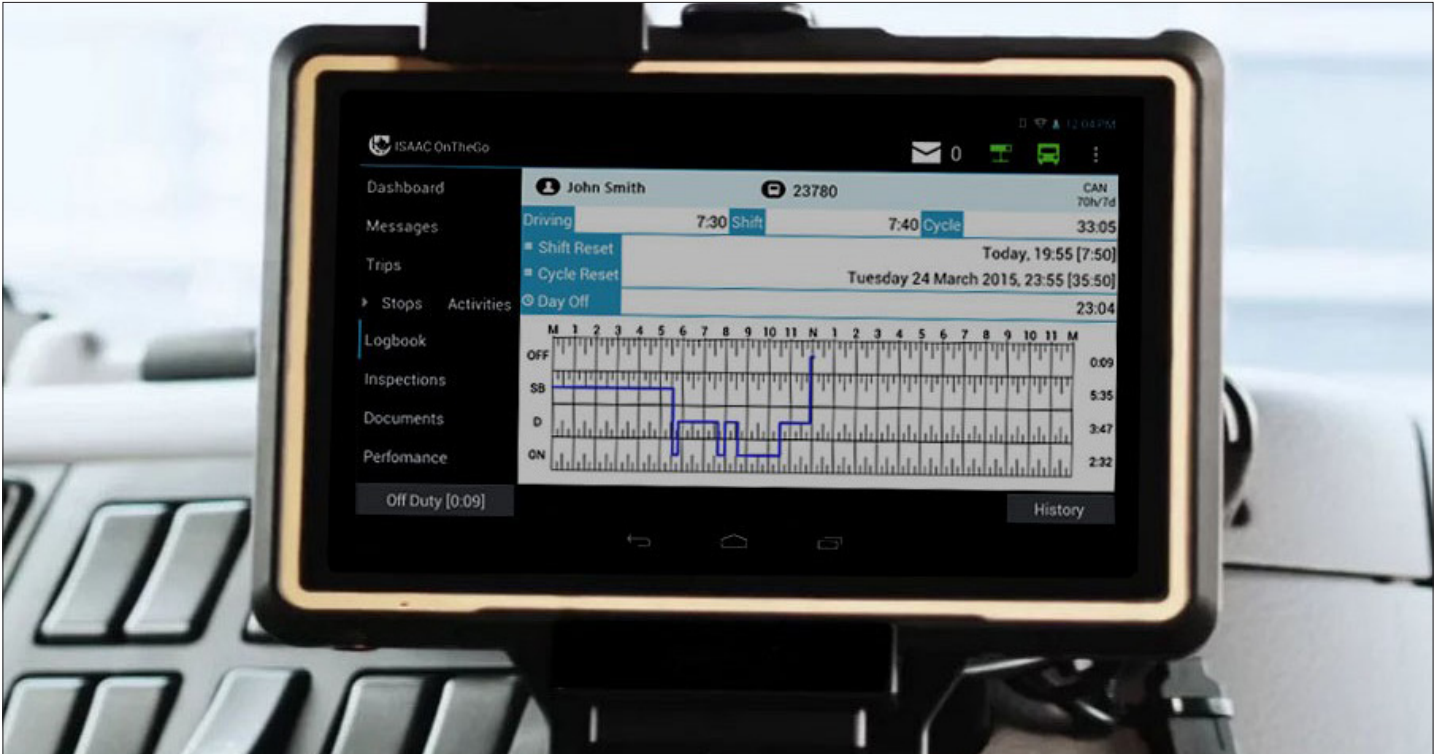 12:04 PM
ISAAC OnTheGo
0
Dashboard
Messages
Trips
Stops Activities
Logbook
Inspections
Documents
Perfomance
Off Duty [0:09]
John Smith 23780 CAN
70h/7d
Driving 7:30 Shift 7:40 Cycle 33:05
Shift Reset Today, 19:55 [7:50]
Cycle Reset Tuesday 24 March 2015, 23:55 [35:50]
Day Off 23:04
M 1 2 3 4 5 6 7 8 9 10 11 N 1 2 3 4 5 6 7 8 9 10 11 M
OFF 0:09
SB 5:35
D 3:47
ON 2:32
History